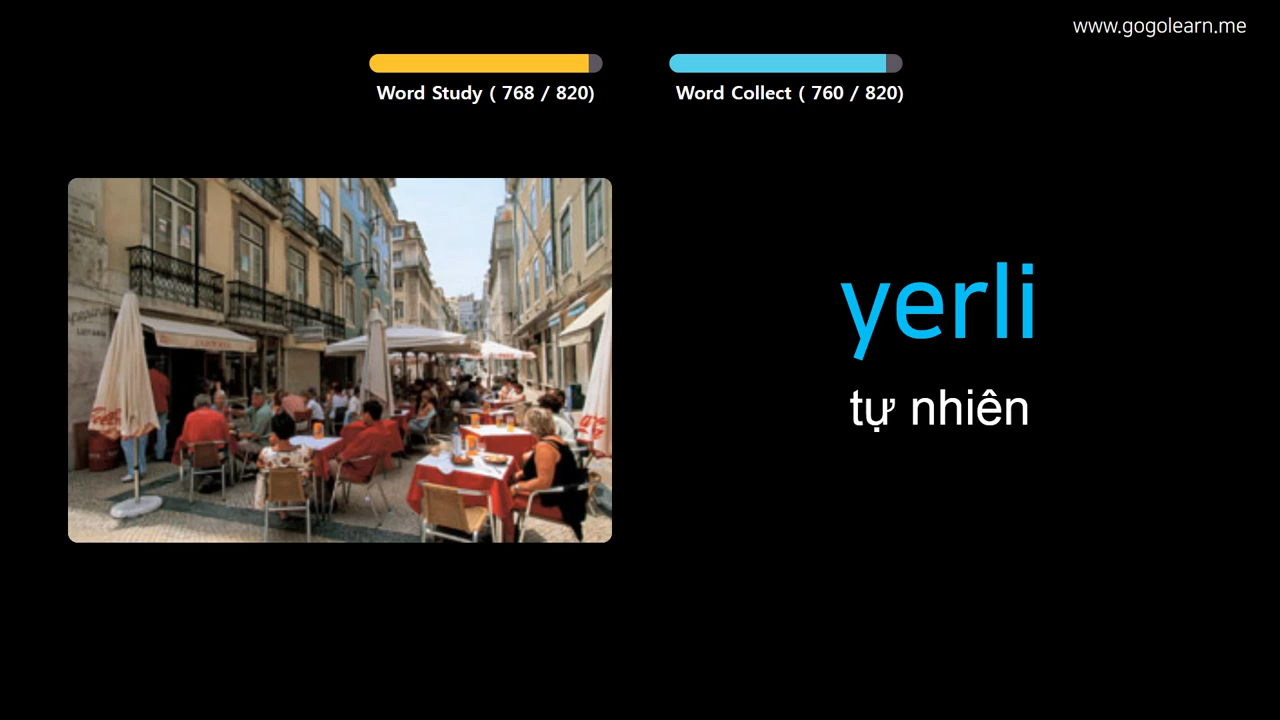 www.gogolearn.me
Word Study ( 768 / 820)
Word Collect ( 760 / 820)
yerli
tự nhiên